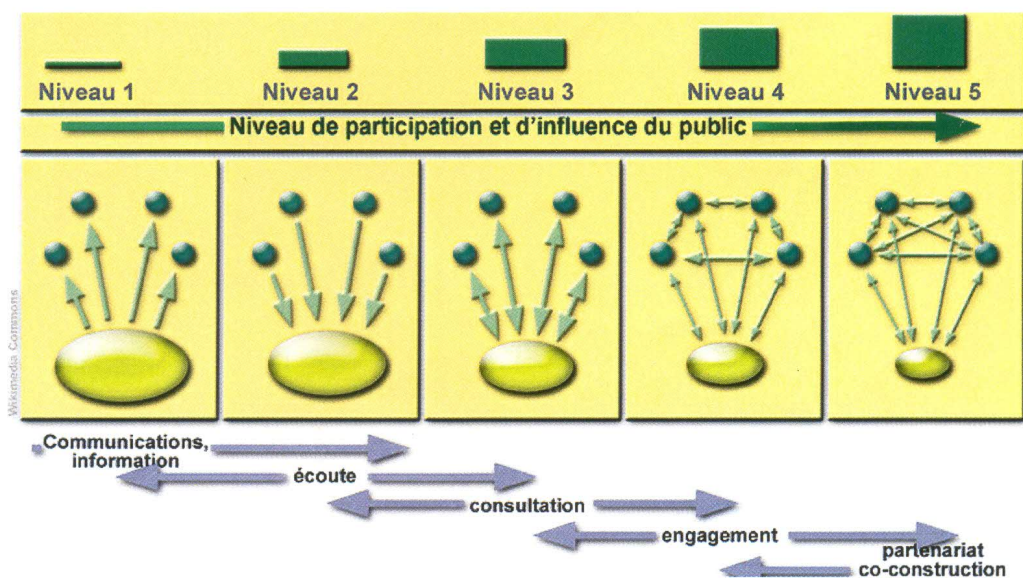 Niveau 1
Niveau 2
Niveau 3
Niveau 4
Niveau 5
Niveau de participation et d'influence du public
Wikimedia Commons
Communications,
information
écoute
consultation
engagement
partenariat
co-construction